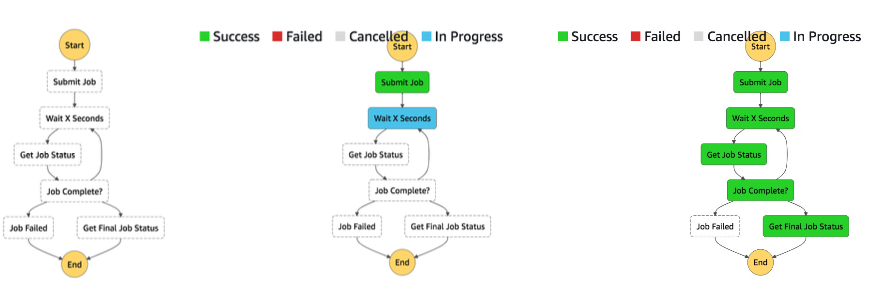 Start
Submit Job
Wait X Seconds
Get Job Status
Job Complete?
Job Failed
Get Final Job Status
End
Success Failed Cancelled In Progress
Start
Submit Job
Wait X Seconds
Get Job Status
Job Complete?
Job Failed
Get Final Job Status
End
Success Failed Cancelled In Progress
Start
Submit Job
Wait X Seconds
Get Job Status
Job Complete?
Job Failed
Get Final Job Status
End